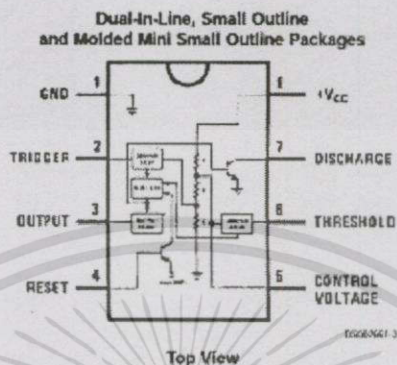 Dual-In-Line, Small Outline
and Molded Mini Small Outline Packages
1
GND
8
+VCC
2
TRIGGER
7
DISCHARGE
3
OUTPUT
6
THRESHOLD
4
RESET
5
CONTROL
VOLTAGE
Top View